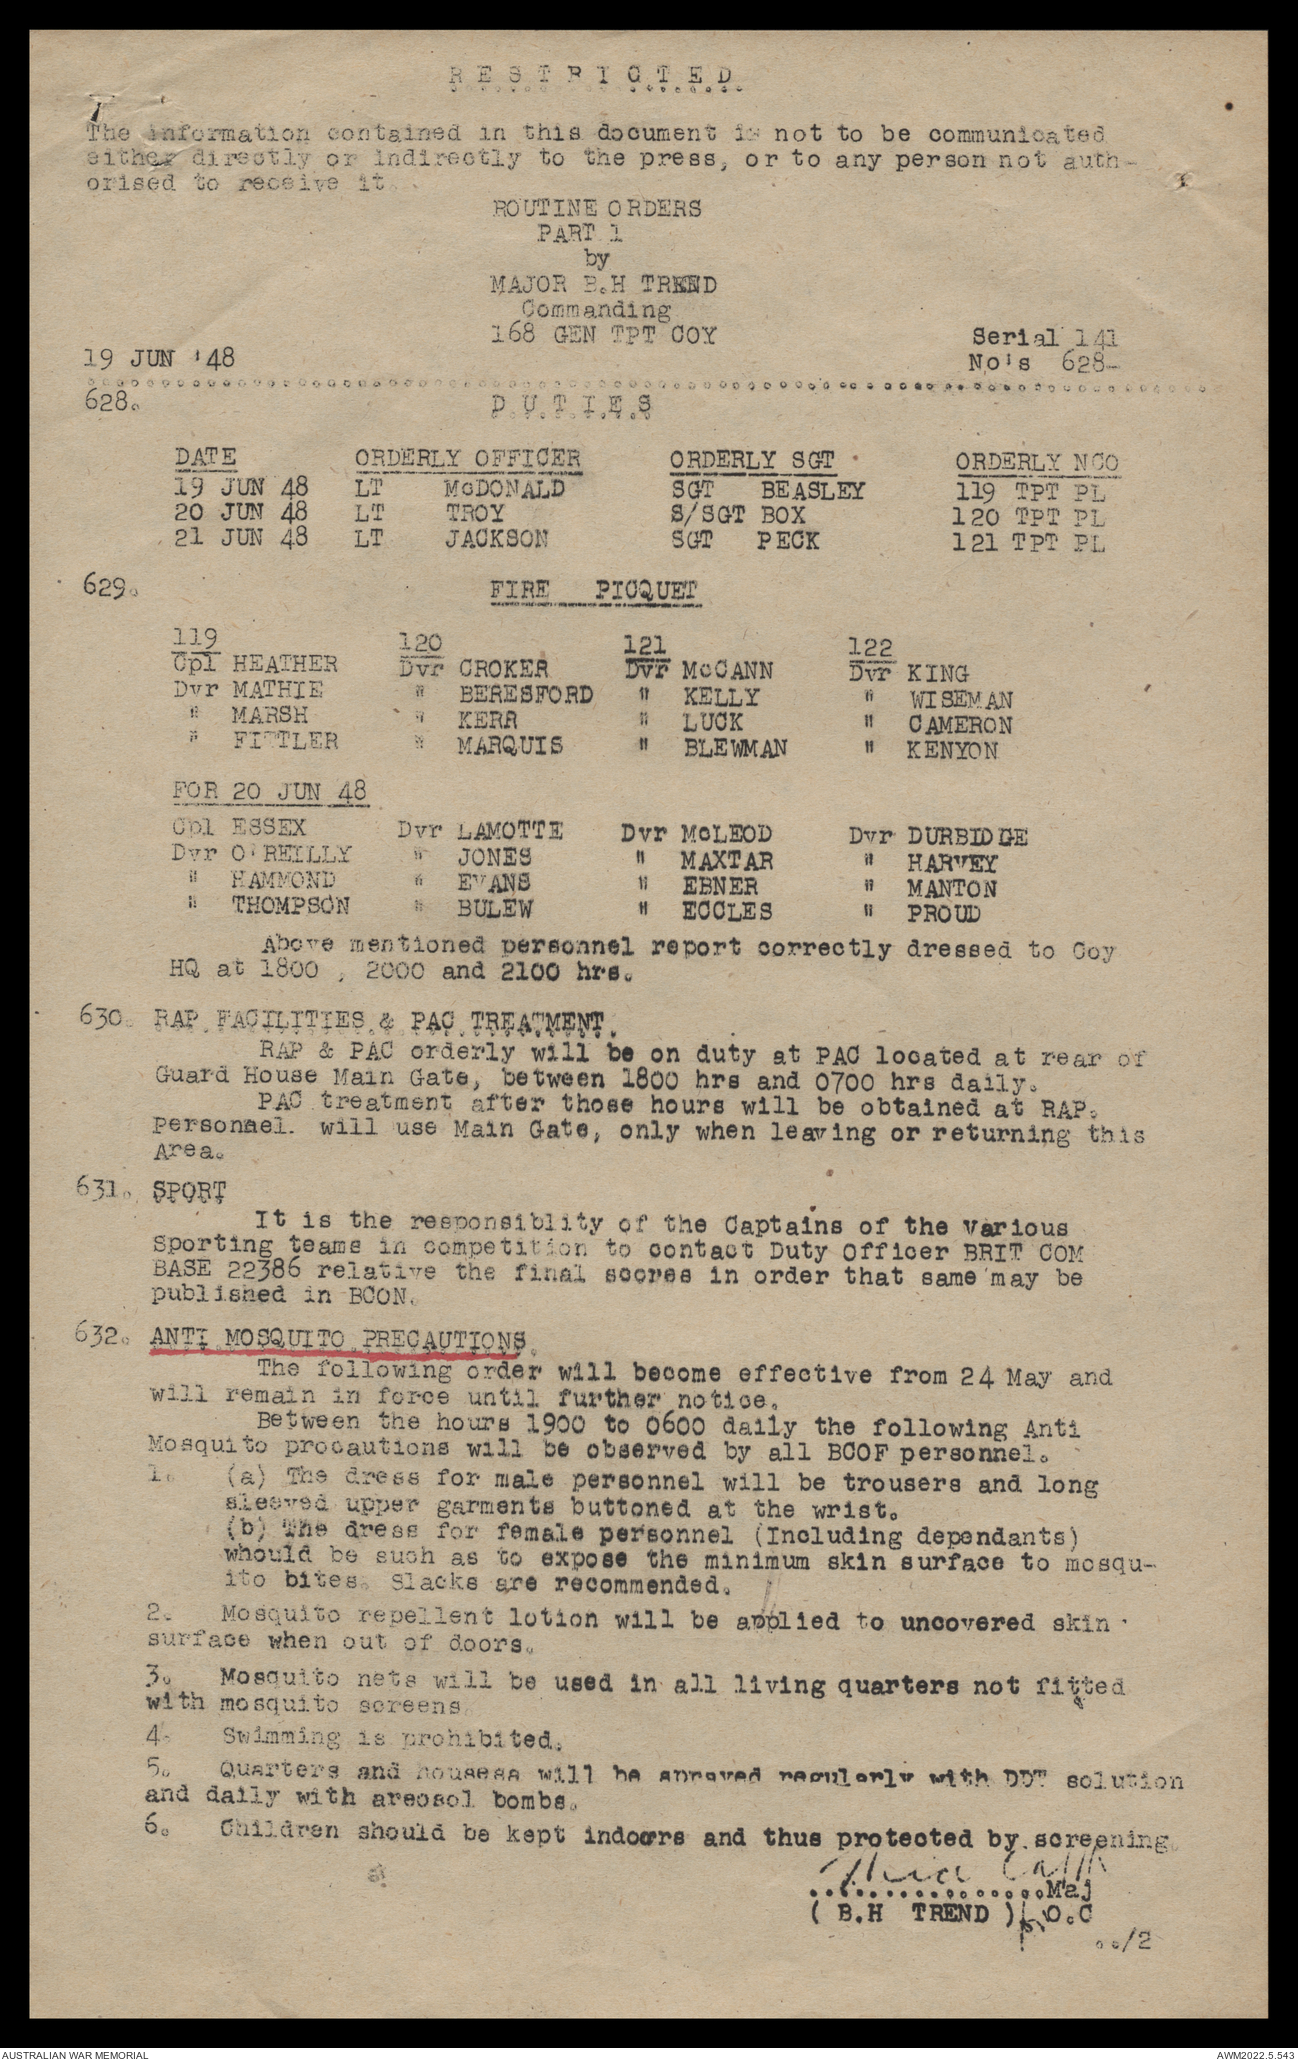 RESTRICTED
The information contained in this document is not to be communicated
either directly or indirectly to the press, or to any person not auth-
orised to receive it.
ROUTINE ORDERS
PART 1
by
MAJOR B.H TREND
Commanding
168 GEN TPT COY
Serial 141
19 JUN '48
No's 628-
628. DUTIES
DATE ORDERLY OFFICER ORDERLY SGT ORDERLY NCO
19 JUN 48 LT McDONALD SGT BEASLEY 119 TPT PL
20 JUN 48 LT TROY S/SGT BOX 120 TPT PL
21 JUN 48 LT JACKSON SGT PECK 121 TPT PL
629. FIRE PICQUET
119 120 121 122
Cpl HEATHER Dvr CROKER Dvr McCANN Dvr KING
Dvr MATHIE " BERESFORD " KELLY " WISEMAN
" MARSH " KERR " LUCK " CAMERON
" FITTLER " MARQUIS " BLEWMAN " KENYON
FOR 20 JUN 48
Cpl ESSEX Dvr LAMOTTE Dvr McLEOD Dvr DURBIDGE
Dvr O'REILLY " JONES " MAXTAR " HARVEY
" HAMMOND " EVANS " EBNER " MANTON
" THOMPSON " BULEW " ECCLES " PROUD
Above mentioned personnel report correctly dressed to Coy
HQ at 1800 , 2000 and 2100 hrs.
630. RAP FACILITIES & PAC TREATMENT.
RAP & PAC orderly will be on duty at PAC located at rear of
Guard House Main Gate, between 1800 hrs and 0700 hrs daily.
PAC treatment after those hours will be obtained at RAP.
Personael. will use Main Gate, only when leaving or returning this
Area.
631. SPORT
It is the responsiblity of the Captains of the various
Sporting teams in competition to contact Duty Officer BRIT COM
BASE 22386 relative the final scores in order that same may be
published in BCON.
632. ANTI MOSQUITO PRECAUTIONS.
The following order will become effective from 24 May and
will remain in force until further notice.
Between the hours 1900 to 0600 daily the following Anti
Mosquito procautions will be observed by all BCOF personnel.
1. (a) The dress for male personnel will be trousers and long
sleeved upper garments buttoned at the wrist.
(b) The dress for female personnel (Including dependants)
whould be such as to expose the minimum skin surface to mosqu-
ito bites. Slacks are recommended.
2. Mosquito repellent lotion will be applied to uncovered skin
surface when out of doors.
3. Mosquito nets will be used in all living quarters not fitted
with mosquito screens.
4. Swimming is prohibited.
5. Quarters and housess will be sprayed regularly with DDT solution
and daily with areosol bombs.
6. Children should be kept indoors and thus protected by screening.
................Maj
( B.H TREND ) O.C
../2
AUSTRALIAN WAR MEMORIAL
AWM2022.5.543